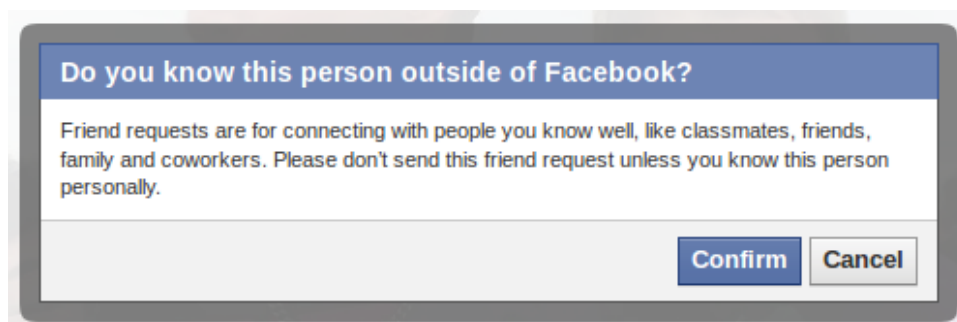 Do you know this person outside of Facebook?
Friend requests are for connecting with people you know well, like classmates, friends,
family and coworkers. Please don't send this friend request unless you know this person
personally.
Confirm Cancel